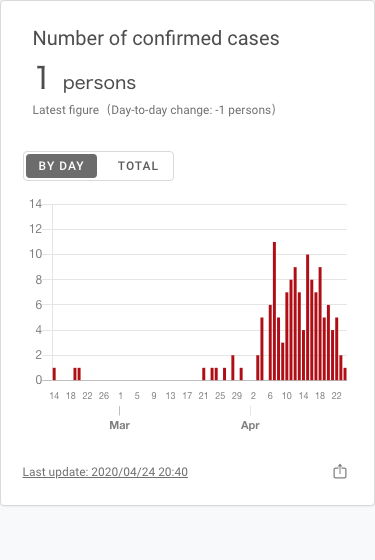 Number of confirmed cases
1 persons
Latest figure（Day-to-day change: -1 persons）
BY DAY TOTAL
14
12
10
8
6
4
2
0
14 18 22 26 1 5 9 13 17 21 25 29 2 6 10 14 18 22
Mar Apr
Last update: 2020/04/24 20:40